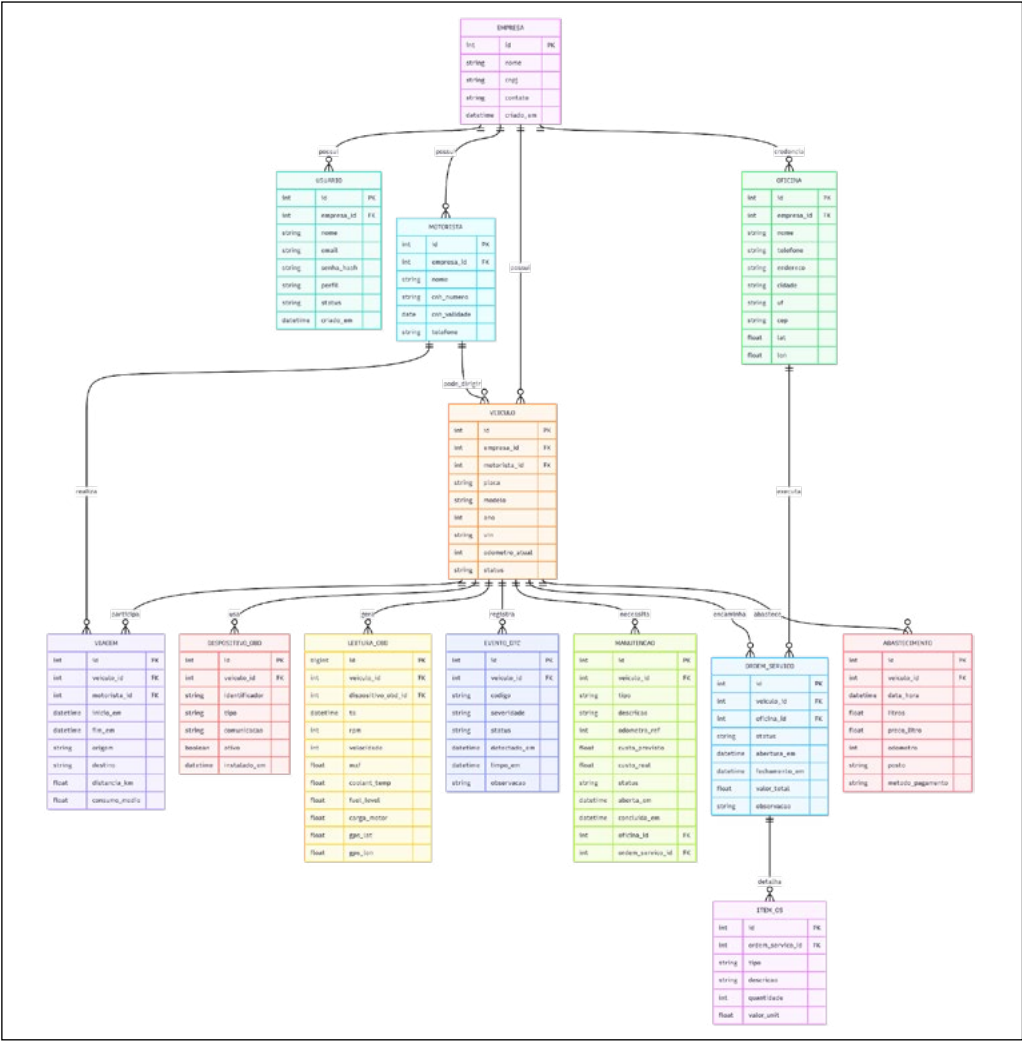 EMPRESA
int id PK
string nome
string cnpj
string contato
datetime criado_em
possui
possui
credencia
USUARIO
int id PK
int empresa_id FK
string nome
string email
string senha_hash
string perfil
string status
datetime criado_em
MOTORISTA
int id PK
int empresa_id FK
string nome
string cnh_numero
date cnh_validade
string telefone
OFICINA
int id PK
int empresa_id FK
string nome
string telefone
string endereco
string cidade
string uf
string cep
float lat
float lon
possui
pode_dirigir
VEICULO
int id PK
int empresa_id FK
int motorista_id FK
string placa
string modelo
int ano
string vin
int odometro_atual
string status
realiza
executa
participa
usa
gera
registra
necessita
encaminha
abastece
VIAGEM
int id PK
int veiculo_id FK
int motorista_id FK
datetime inicio_em
datetime fim_em
string origem
string destino
float distancia_km
float consumo_medio
DISPOSITIVO_OBD
int id PK
int veiculo_id FK
string identificador
string tipo
string comunicacao
boolean ativo
datetime instalado_em
LEITURA_OBD
bigint id PK
int veiculo_id FK
int dispositivo_obd_id FK
datetime ts
int rpm
int velocidade
float maf
float coolant_temp
float fuel_level
float carga_motor
float gps_lat
float gps_lon
EVENTO_DTC
int id PK
int veiculo_id FK
string codigo
string severidade
string status
datetime detectado_em
datetime limpo_em
string observacao
MANUTENCAO
int id PK
int veiculo_id FK
string tipo
string descricao
int odometro_ref
float custo_previsto
float custo_real
string status
datetime aberta_em
datetime concluida_em
int oficina_id FK
int ordem_servico_id FK
ORDEM_SERVICO
int id PK
int veiculo_id FK
int oficina_id FK
string status
datetime abertura_em
datetime fechamento_em
float valor_total
string observacao
ABASTECIMENTO
int id PK
int veiculo_id FK
datetime data_hora
float litros
float preco_litro
int odometro
string posto
string metodo_pagamento
detalha
ITEM_OS
int id PK
int ordem_servico_id FK
string tipo
string descricao
int quantidade
float valor_unit